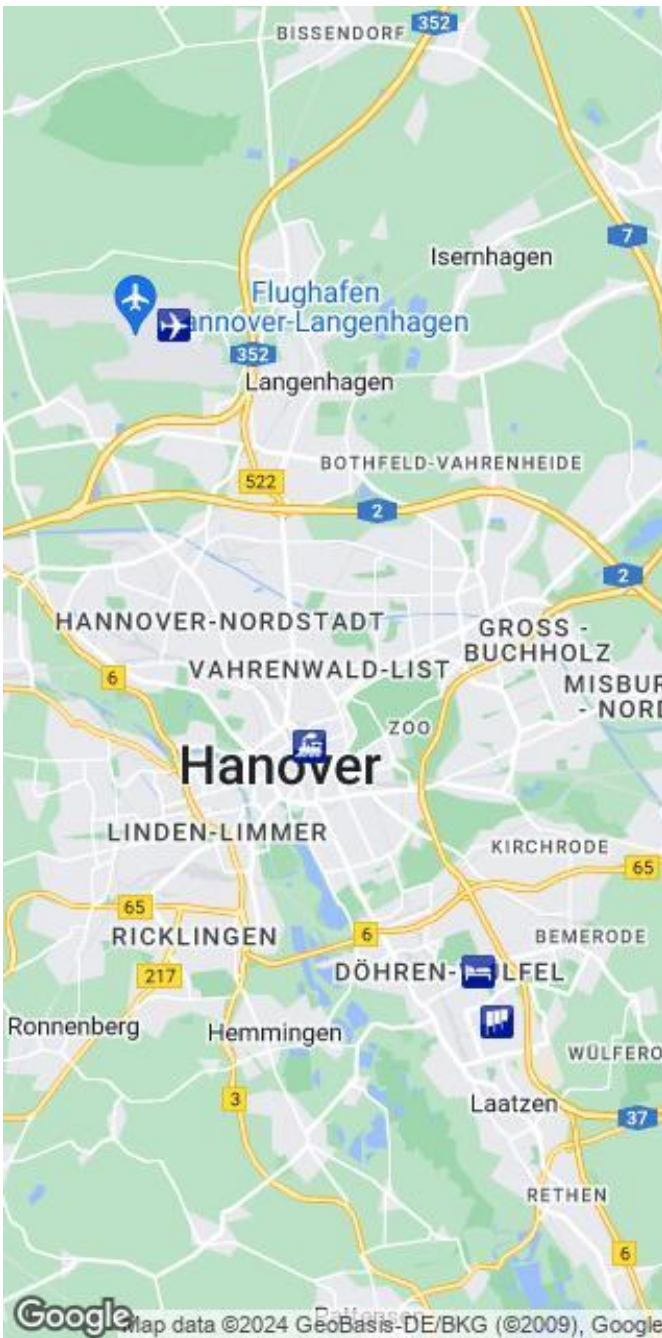 352
BISSENDORF
7
Isernhagen
Flughafen
annover-Langenhagen
352
Langenhagen
BOTHFELD-VAHRENHEIDE
522
2
2
HANNOVER-NORDSTADT
GROSS -
BUCHHOLZ
VAHRENWALD-LIST
6
MISBUR
- NORD
ZOO
Hanover
LINDEN-LIMMER
KIRCHRODE
65
65
6
RICKLINGEN
BEMERODE
217
DÖHREN- ÜLFEL
Ronnenberg
Hemmingen
WÜLFERO
3
Laatzen
37
RETHEN
6
Pattensen
Google
Map data ©2024 GeoBasis-DE/BKG (©2009), Google